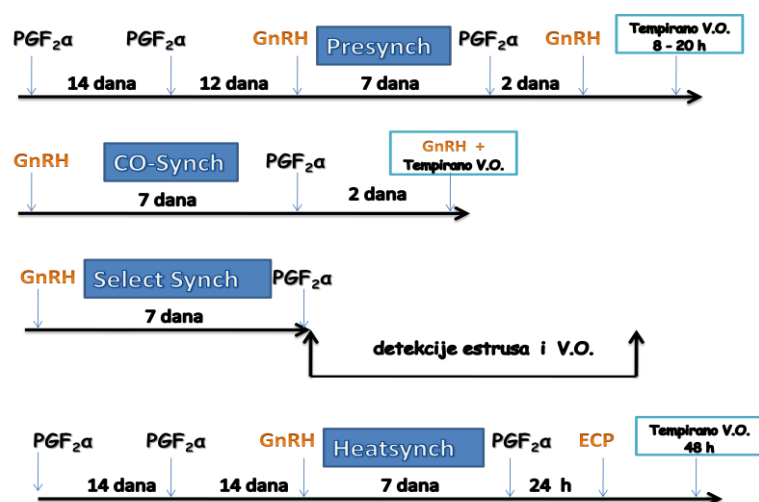 PGF₂α PGF₂α GnRH Presynch PGF₂α GnRH Tempirano V.O.
8 - 20 h
14 dana 12 dana 7 dana 2 dana
GnRH CO-Synch PGF₂α GnRH +
Tempirano V.O.
7 dana 2 dana
GnRH Select Synch PGF₂α
7 dana
detekcije estrusa i V.O.
PGF₂α PGF₂α GnRH Heatsynch PGF₂α ECP Tempirano V.O.
48 h
14 dana 14 dana 7 dana 24 h